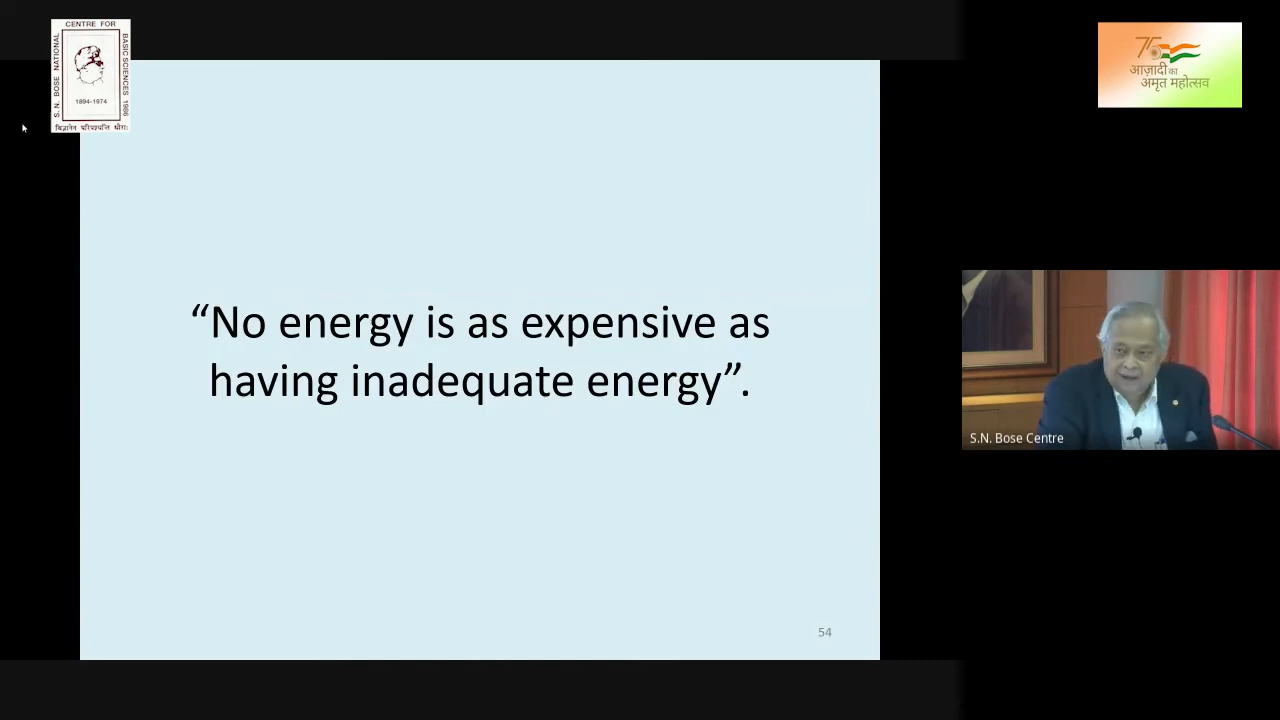 CENTRE FOR
S. N. BOSE NATIONAL
BASIC SCIENCES 1986
1894-1974
75
आज़ादी का
अमृत महोत्सव
“No energy is as expensive as
having inadequate energy”.
S.N. Bose Centre
54